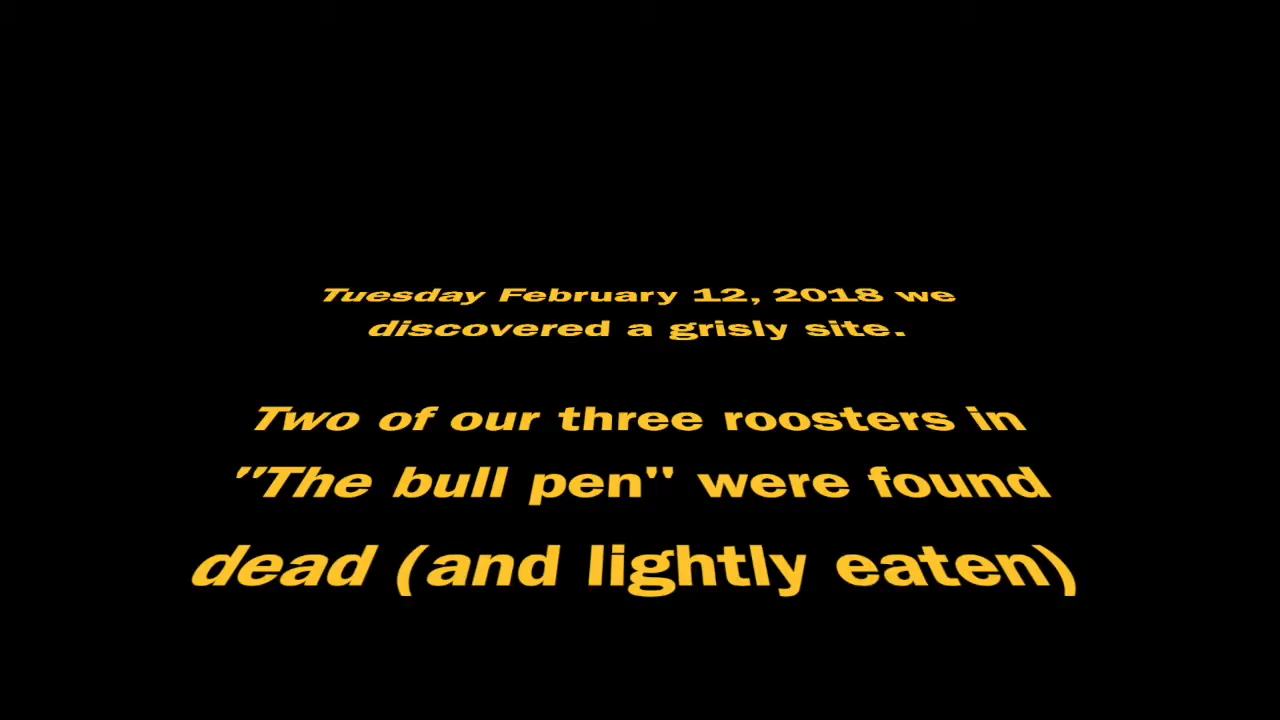 Tuesday February 12, 2018 we
discovered a grisly site.
Two of our three roosters in
"The bull pen" were found
dead (and lightly eaten)